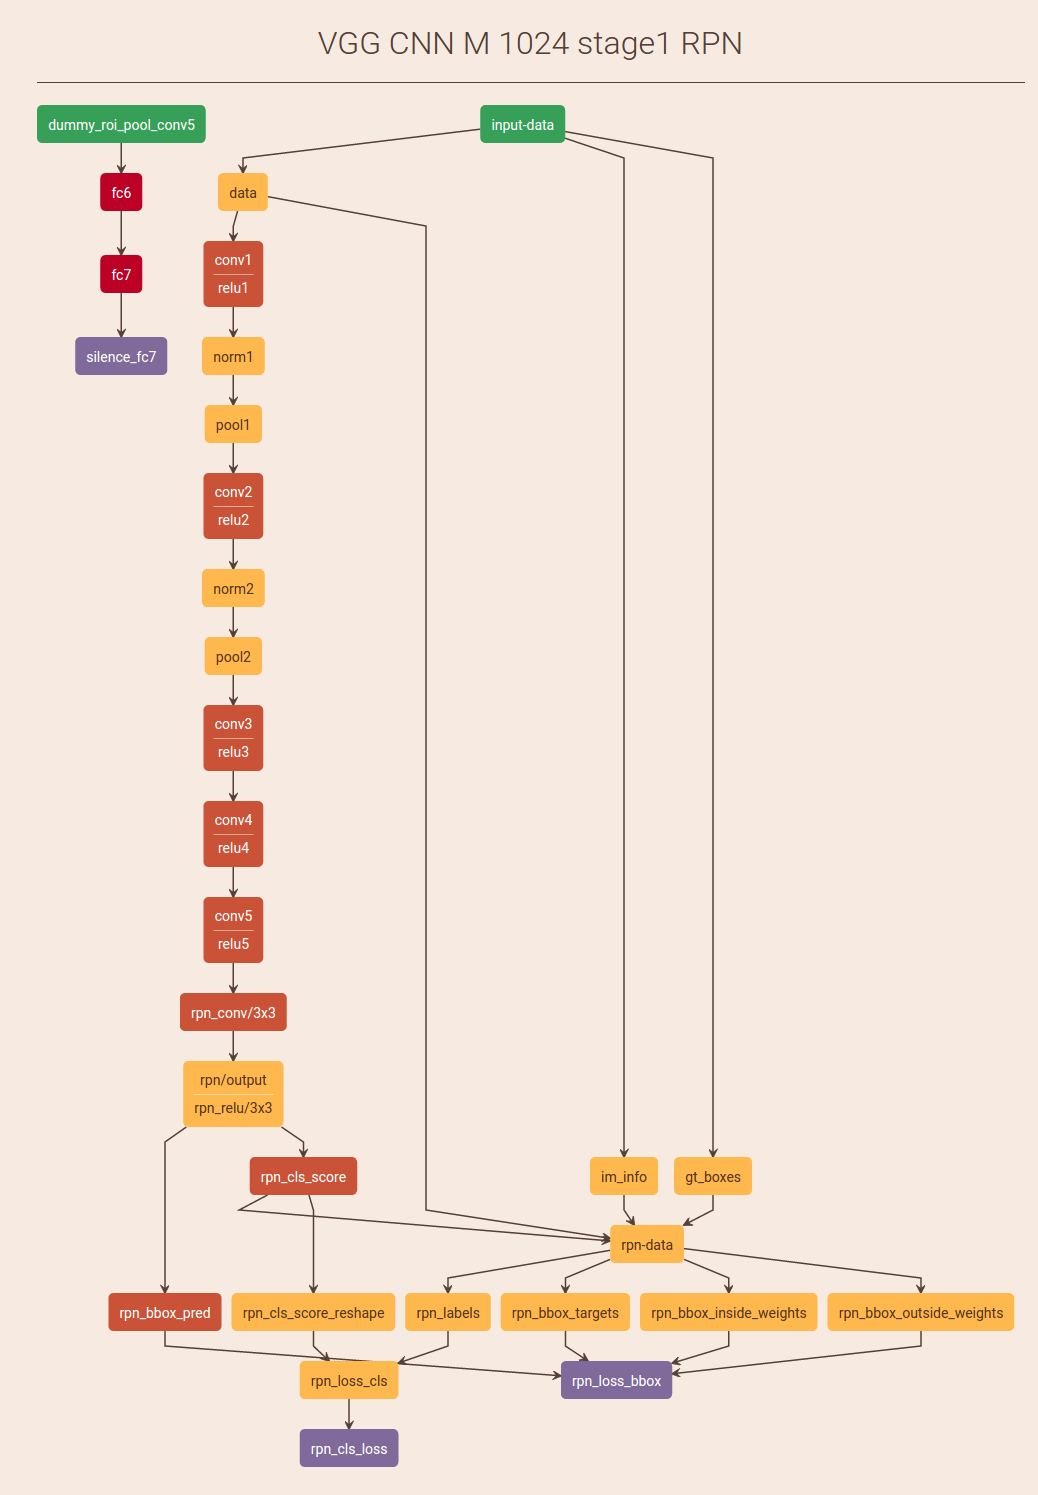 VGG CNN M 1024 stage1 RPN
dummy_roi_pool_conv5
input-data
fc6
data
fc7
conv1
relu1
silence_fc7
norm1
pool1
conv2
relu2
norm2
pool2
conv3
relu3
conv4
relu4
conv5
relu5
rpn_conv/3x3
rpn/output
rpn_relu/3x3
rpn_cls_score
im_info
gt_boxes
rpn-data
rpn_bbox_pred
rpn_cls_score_reshape
rpn_labels
rpn_bbox_targets
rpn_bbox_inside_weights
rpn_bbox_outside_weights
rpn_loss_cls
rpn_loss_bbox
rpn_cls_loss